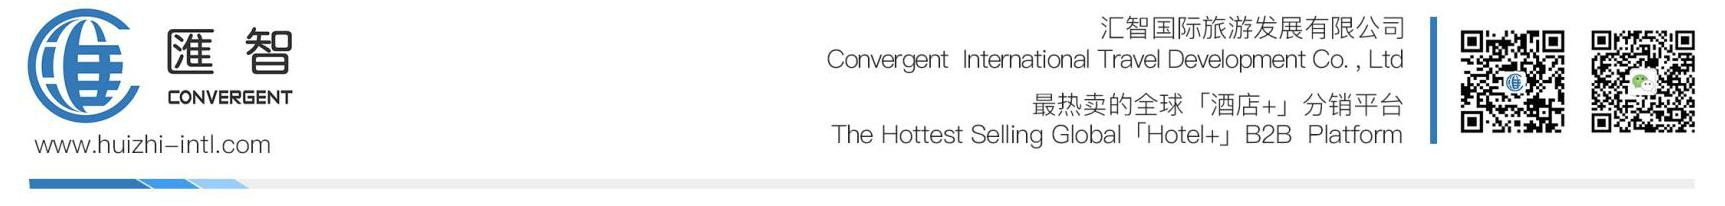 匯智
CONVERGENT
www.huizhi-intl.com
汇智国际旅游发展有限公司
Convergent International Travel Development Co. , Ltd
最热卖的全球「酒店+」分销平台
The Hottest Selling Global「Hotel+」B2B Platform